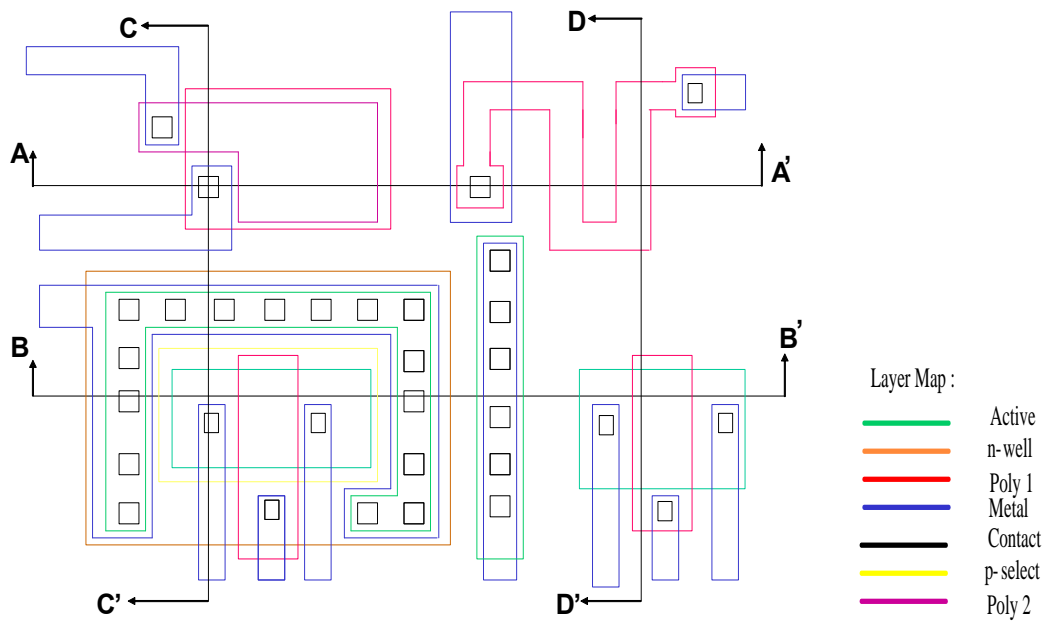 C
D
A
A'
B
B'
C'
D'
Layer Map :
Active
n-well
Poly 1
Metal
Contact
p-select
Poly 2